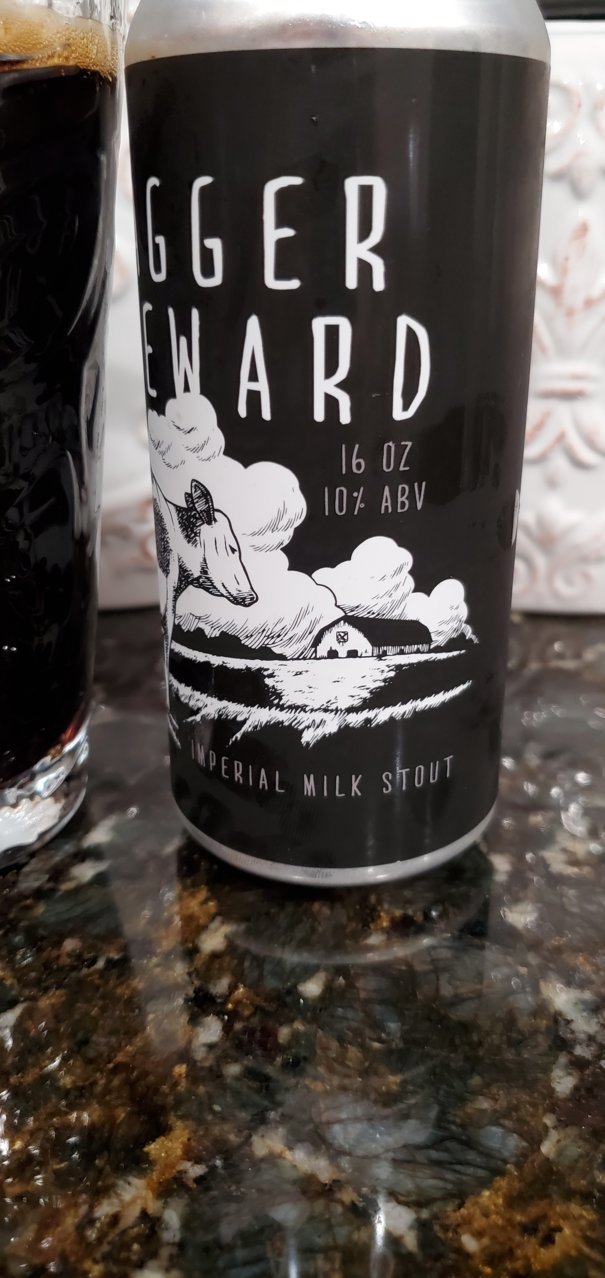 GGER
EWARD
16 OZ
10% ABV
IMPERIAL MILK STOUT